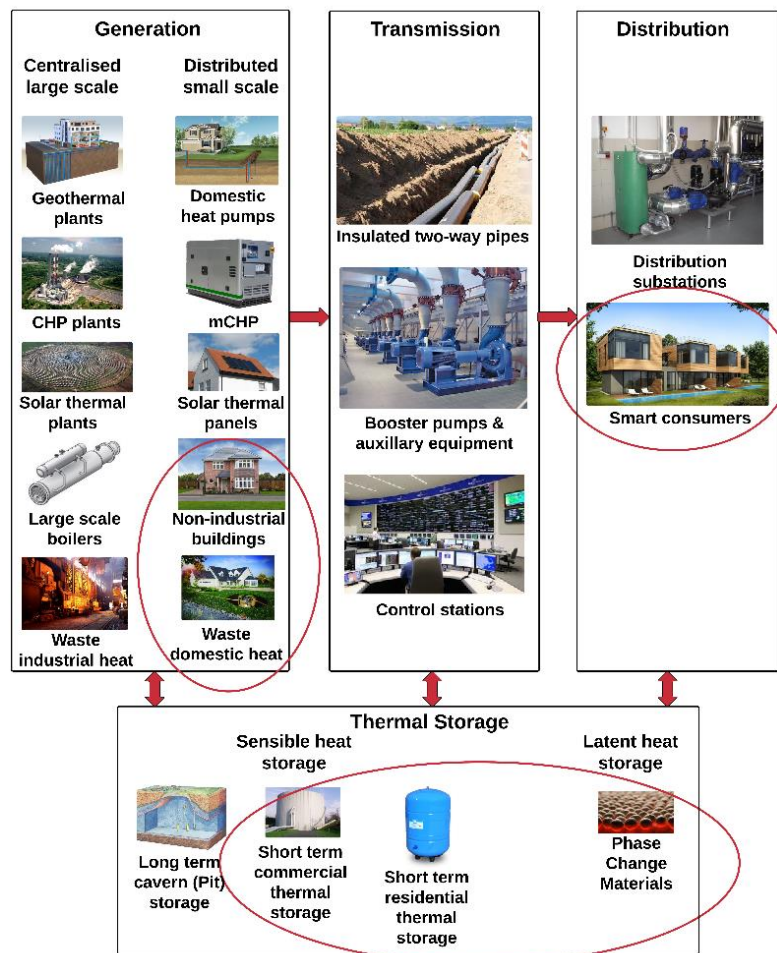 Generation
Centralised
large scale
Distributed
small scale
Geothermal
plants
Domestic
heat pumps
CHP plants
mCHP
Solar thermal
plants
Solar thermal
panels
Large scale
boilers
Non-industrial
buildings
Waste
industrial heat
Waste
domestic heat
Transmission
Insulated two-way pipes
Booster pumps &
auxillary equipment
Control stations
Distribution
Distribution
substations
Smart consumers
Thermal Storage
Sensible heat
storage
Latent heat
storage
Long term
cavern (Pit)
storage
Short term
commercial
thermal
storage
Short term
residential
thermal
storage
Phase
Change
Materials